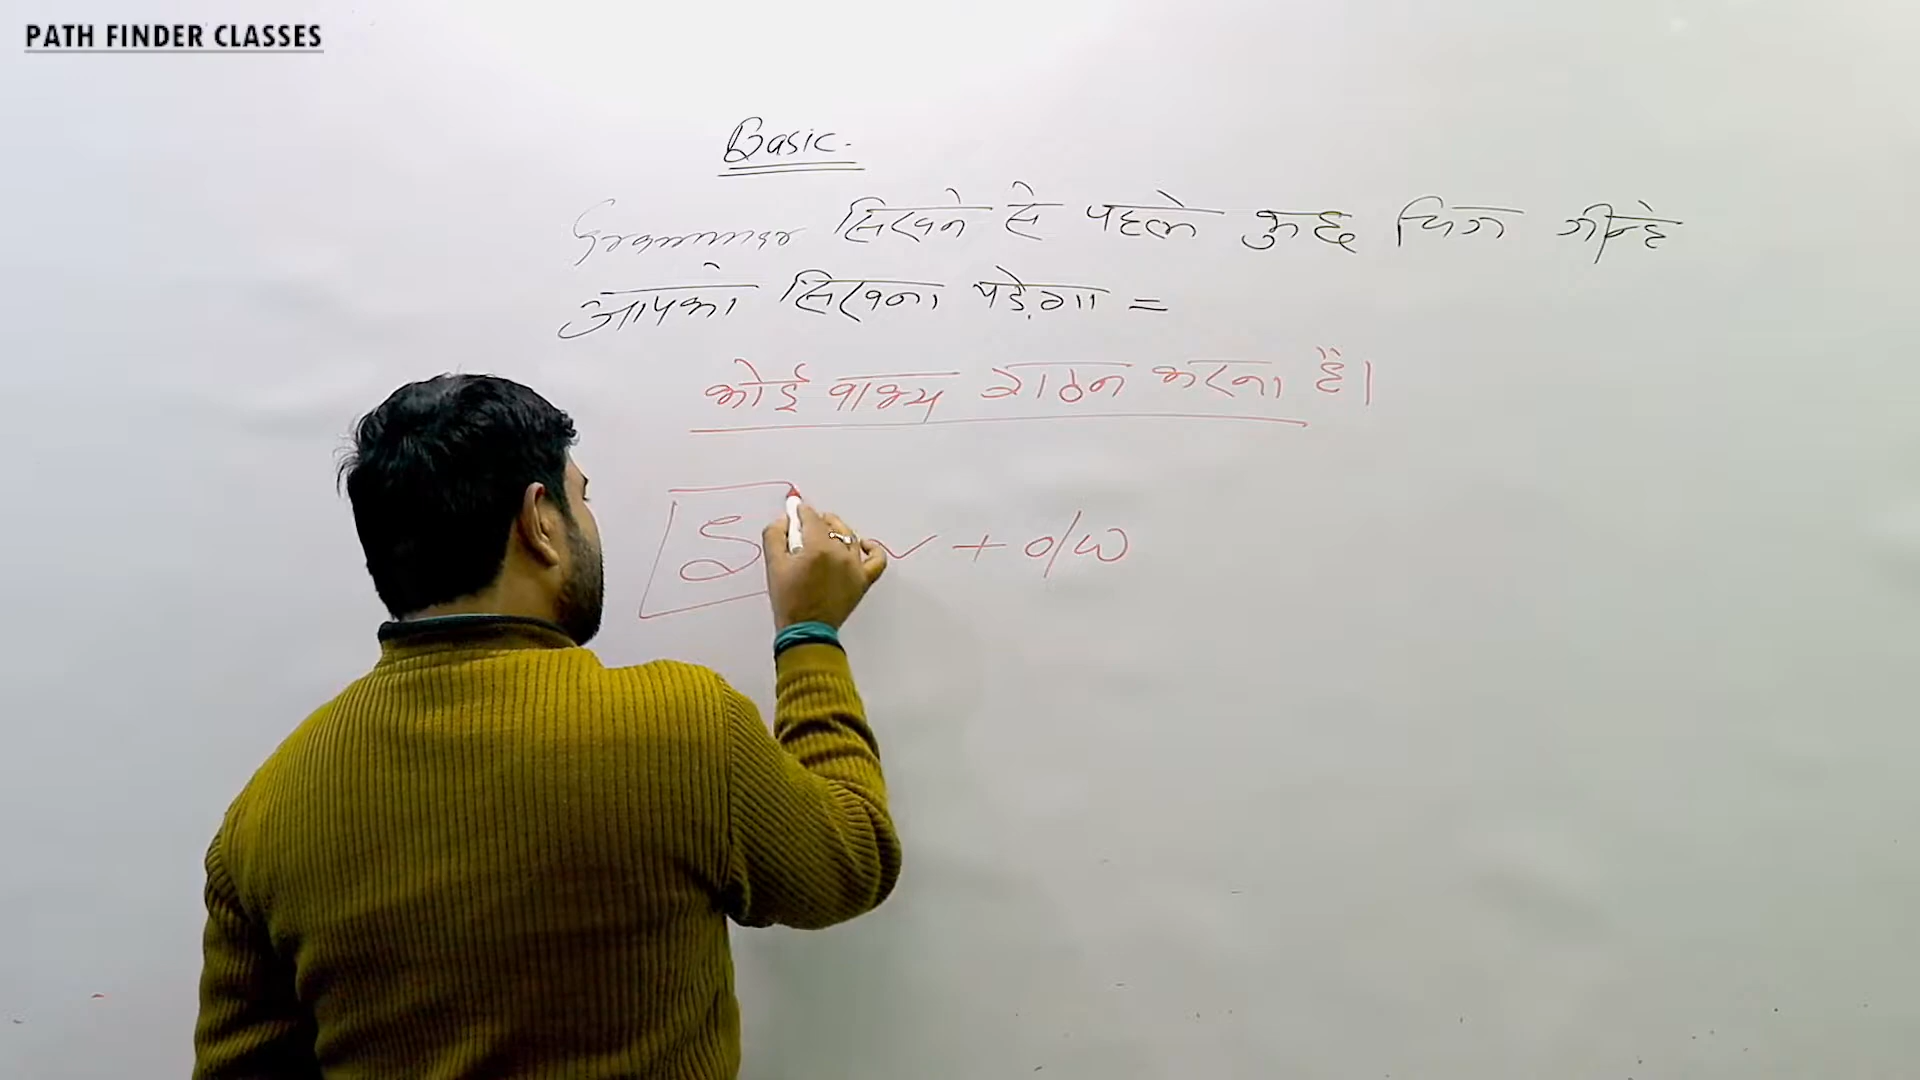 PATH FINDER CLASSES
Basic.
Grammar सिखने से पहले कुछ चिज जीन्हे
आपको सिखना पड़ेगा =
कोई वाक्य गठन करना है।
S v + o/w